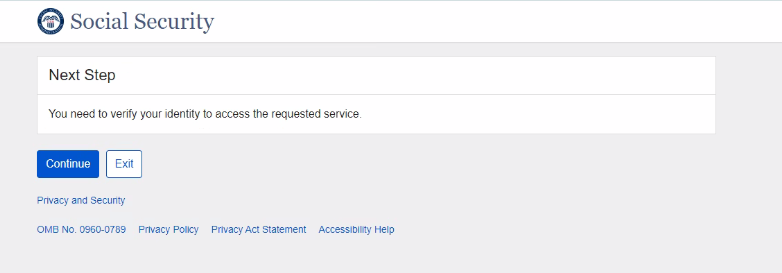 Social Security
Next Step
You need to verify your identity to access the requested service.
Continue Exit
Privacy and Security
OMB No. 0960-0789 Privacy Policy Privacy Act Statement Accessibility Help